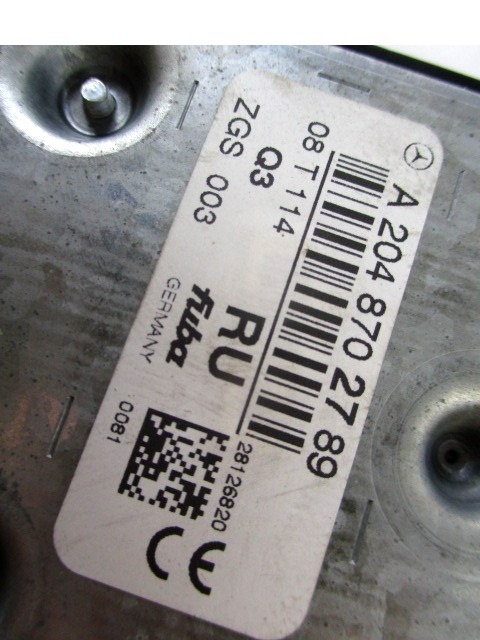 A 204 870 27 89
08 T 114
Q3
ZGS 003
RU
fuba
GERMANY
28126820
0081
CE